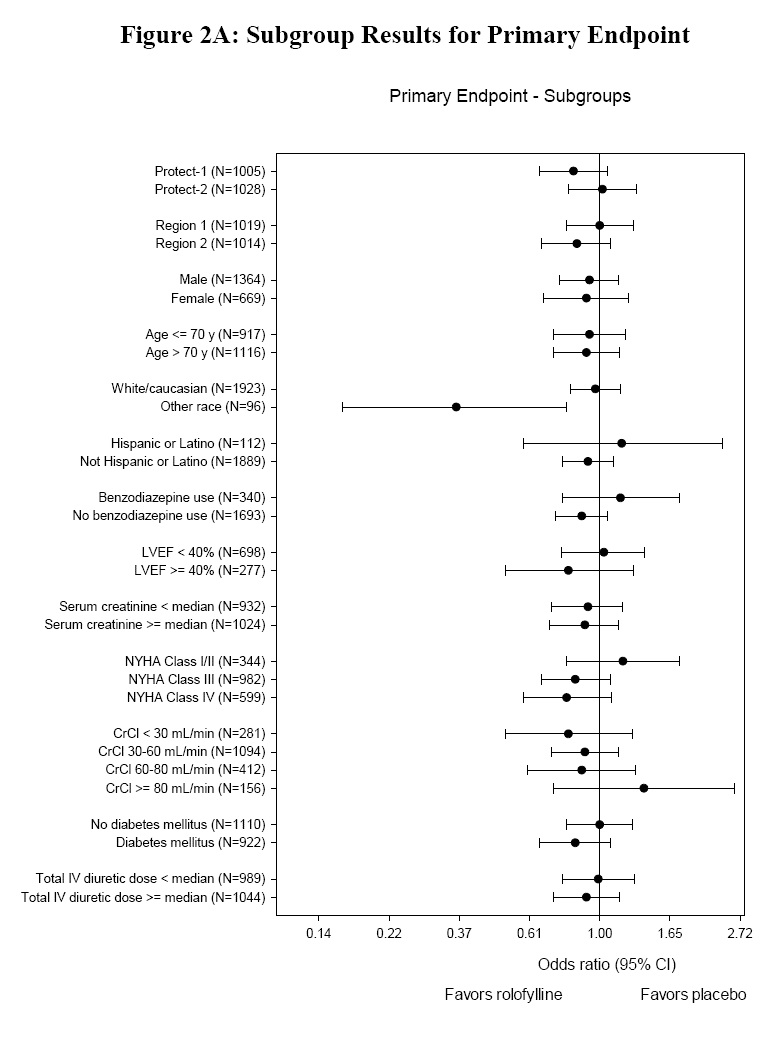 Figure 2A: Subgroup Results for Primary Endpoint
Primary Endpoint - Subgroups
Protect-1 (N=1005)
Protect-2 (N=1028)
Region 1 (N=1019)
Region 2 (N=1014)
Male (N=1364)
Female (N=669)
Age <= 70 y (N=917)
Age > 70 y (N=1116)
White/caucasian (N=1923)
Other race (N=96)
Hispanic or Latino (N=112)
Not Hispanic or Latino (N=1889)
Benzodiazepine use (N=340)
No benzodiazepine use (N=1693)
LVEF < 40% (N=698)
LVEF >= 40% (N=277)
Serum creatinine < median (N=932)
Serum creatinine >= median (N=1024)
NYHA Class I/II (N=344)
NYHA Class III (N=982)
NYHA Class IV (N=599)
CrCl < 30 mL/min (N=281)
CrCl 30-60 mL/min (N=1094)
CrCl 60-80 mL/min (N=412)
CrCl >= 80 mL/min (N=156)
No diabetes mellitus (N=1110)
Diabetes mellitus (N=922)
Total IV diuretic dose < median (N=989)
Total IV diuretic dose >= median (N=1044)
0.14 0.22 0.37 0.61 1.00 1.65 2.72
Odds ratio (95% CI)
Favors rolofylline Favors placebo